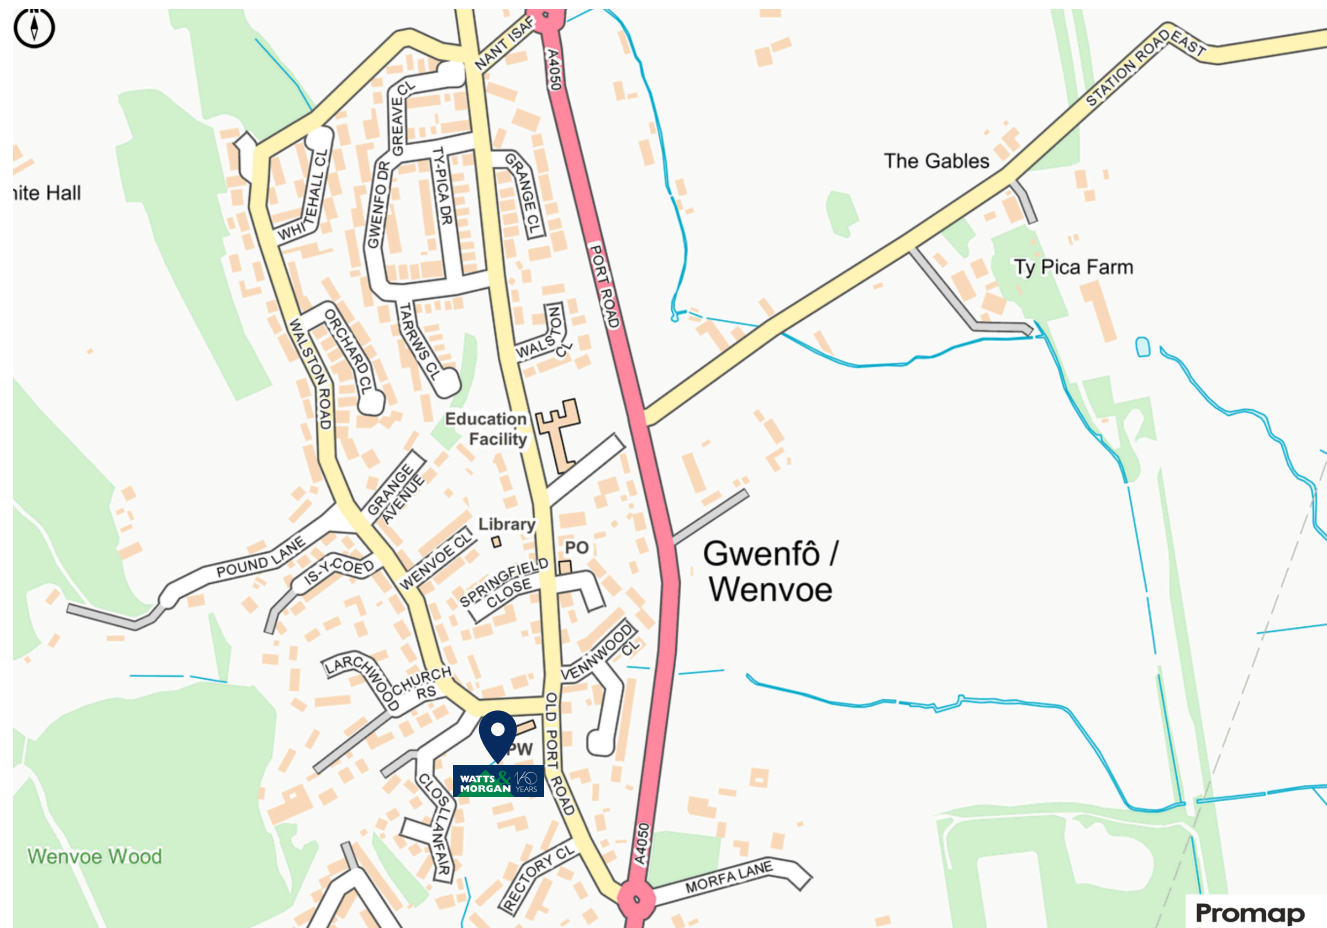 N
NANT ISAF
A4050
STATION ROAD EAST
GREAVE CL
The Gables
GRANGE CL
TY-PICA DR
WHITEHALL CL
GWENFO DR
PORT ROAD
Ty Pica Farm
TARRWS CL
ORCHARD CL
WALSTON ROAD
WALSTON
CL
Education
Facility
GRANGE
AVENUE
Library
PO
POUND LANE
IS-Y-COED
WENVOE CL
SPRINGFIELD
CLOSE
Gwenfô /
Wenvoe
VENNWOOD
CL
LARCHWOOD
CHURCH
RS
OLD PORT ROAD
PW
WATTS &
MORGAN
140
YEARS
CLOS LLANFAIR
Wenvoe Wood
RECTORY CL
A4050
MORFA LANE
Promap